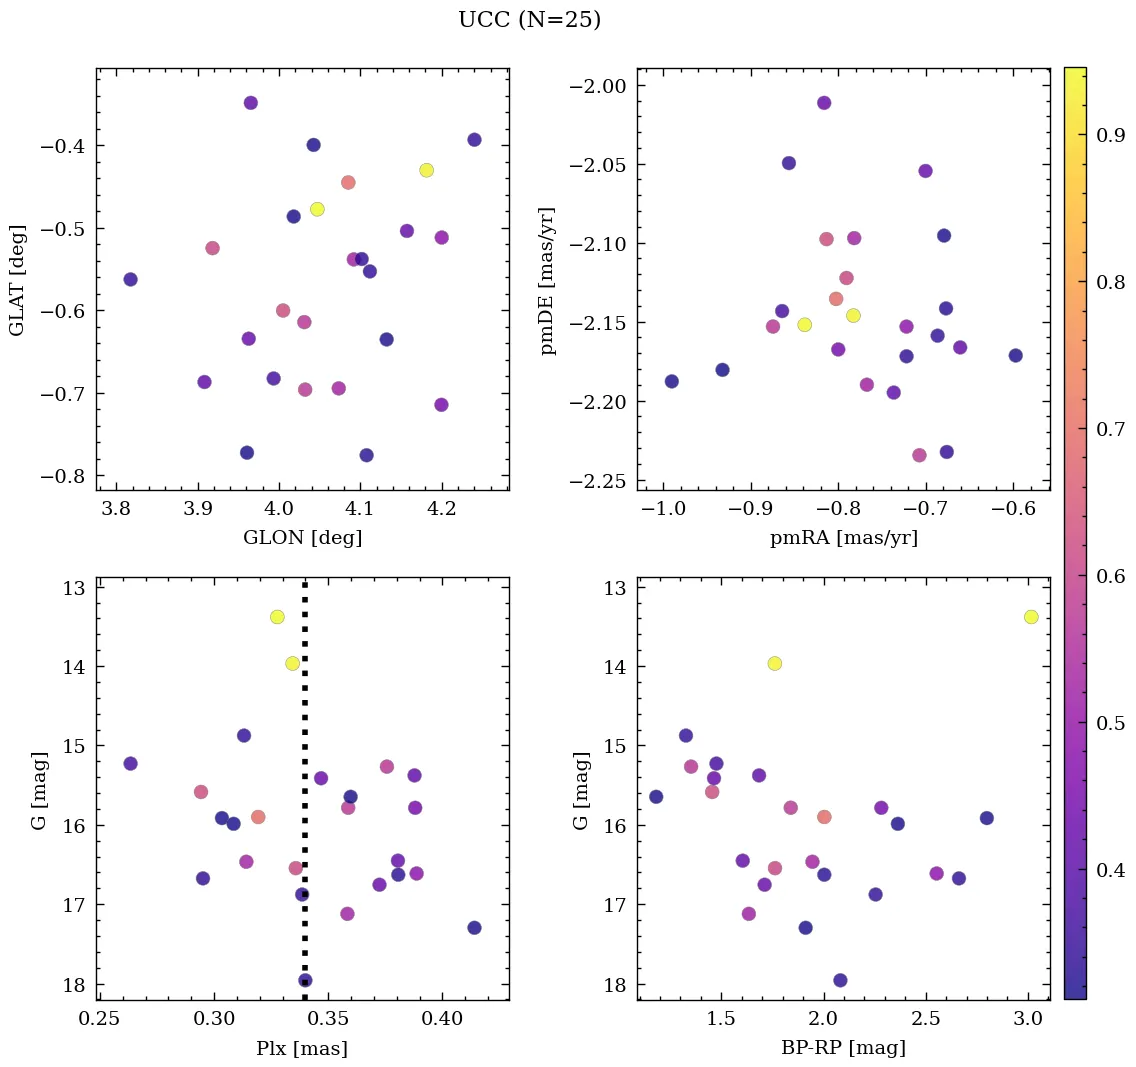 UCC (N=25)
−0.4
−0.5
−0.6
−0.7
−0.8
GLAT [deg]
3.8 3.9 4.0 4.1 4.2
GLON [deg]
−2.00
−2.05
−2.10
−2.15
−2.20
−2.25
pmDE [mas/yr]
−1.0 −0.9 −0.8 −0.7 −0.6
pmRA [mas/yr]
13
14
15
16
17
18
G [mag]
0.25 0.30 0.35 0.40
Plx [mas]
13
14
15
16
17
18
G [mag]
1.5 2.0 2.5 3.0
BP-RP [mag]
0.9
0.8
0.7
0.6
0.5
0.4